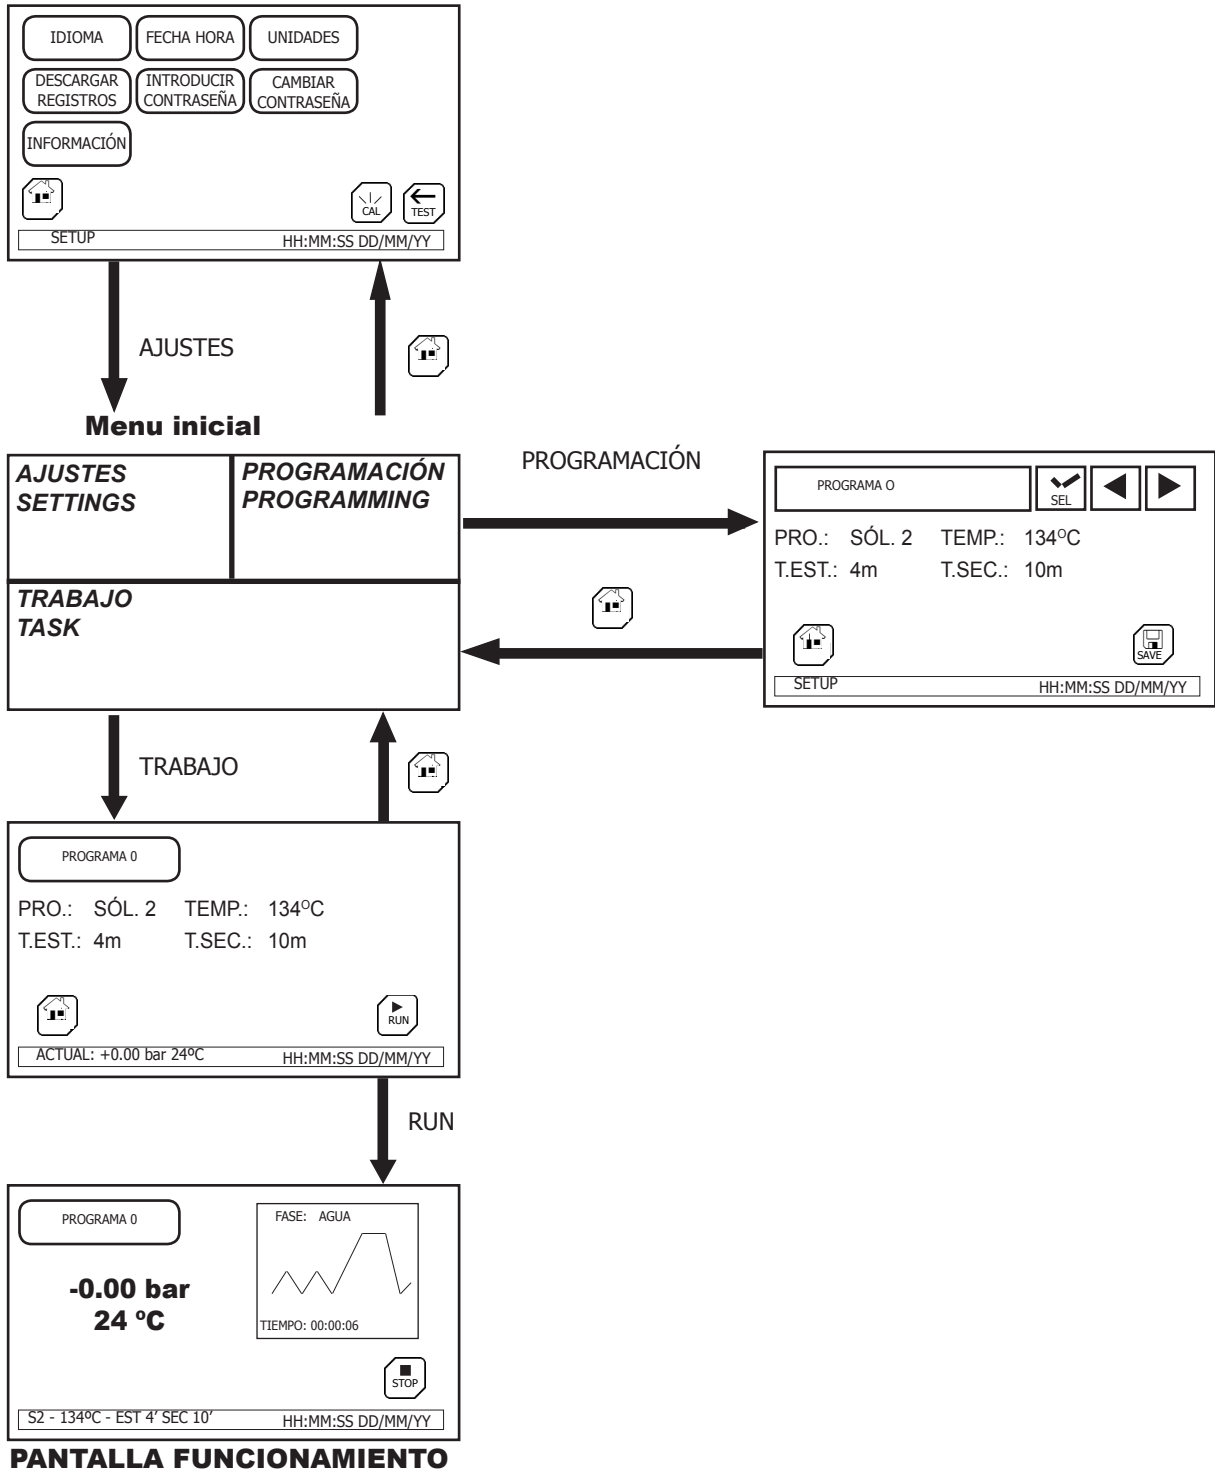 IDIOMA
FECHA HORA
UNIDADES
DESCARGAR
REGISTROS
INTRODUCIR
CONTRASEÑA
CAMBIAR
CONTRASEÑA
INFORMACIÓN
CAL
TEST
SETUP
HH:MM:SS DD/MM/YY
AJUSTES
Menu inicial
AJUSTES
SETTINGS
PROGRAMACIÓN
PROGRAMMING
TRABAJO
TASK
PROGRAMACIÓN
PROGRAMA O
SEL
PRO.: SÓL. 2 TEMP.: 134ºC
T.EST.: 4m T.SEC.: 10m
SAVE
SETUP
HH:MM:SS DD/MM/YY
TRABAJO
PROGRAMA 0
PRO.: SÓL. 2 TEMP.: 134ºC
T.EST.: 4m T.SEC.: 10m
RUN
ACTUAL: +0.00 bar 24ºC
HH:MM:SS DD/MM/YY
RUN
PROGRAMA 0
FASE: AGUA
-0.00 bar
24 ºC
TIEMPO: 00:00:06
STOP
S2 - 134ºC - EST 4’ SEC 10’
HH:MM:SS DD/MM/YY
PANTALLA FUNCIONAMIENTO